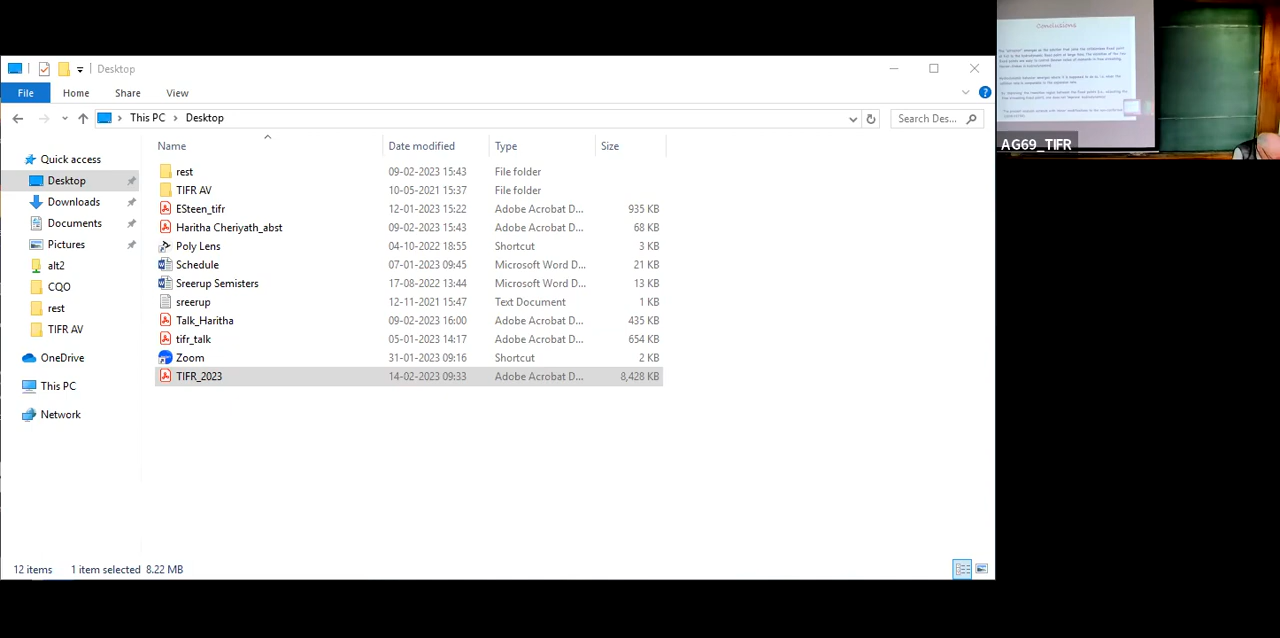 Desktop
File
Home
Share
View
This PC
Desktop
Search Des...
Name
Date modified
Type
Size
Quick access
Desktop
Downloads
Documents
Pictures
alt2
CQO
rest
TIFR AV
OneDrive
This PC
Network
rest 09-02-2023 15:43 File folder
TIFR AV 10-05-2021 15:37 File folder
ESteen_tifr 12-01-2023 15:22 Adobe Acrobat D... 935 KB
Haritha Cheriyath_abst 09-02-2023 15:43 Adobe Acrobat D... 68 KB
Poly Lens 04-10-2022 18:55 Shortcut 3 KB
Schedule 07-01-2023 09:45 Microsoft Word D... 21 KB
Sreerup Semisters 17-08-2022 13:44 Microsoft Word D... 13 KB
sreerup 12-11-2021 15:47 Text Document 1 KB
Talk_Haritha 09-02-2023 16:00 Adobe Acrobat D... 435 KB
tifr_talk 05-01-2023 14:17 Adobe Acrobat D... 654 KB
Zoom 31-01-2023 09:16 Shortcut 2 KB
TIFR_2023 14-02-2023 09:33 Adobe Acrobat D... 8,428 KB
12 items 1 item selected 8.22 MB
Conclusions
AG69_TIFR